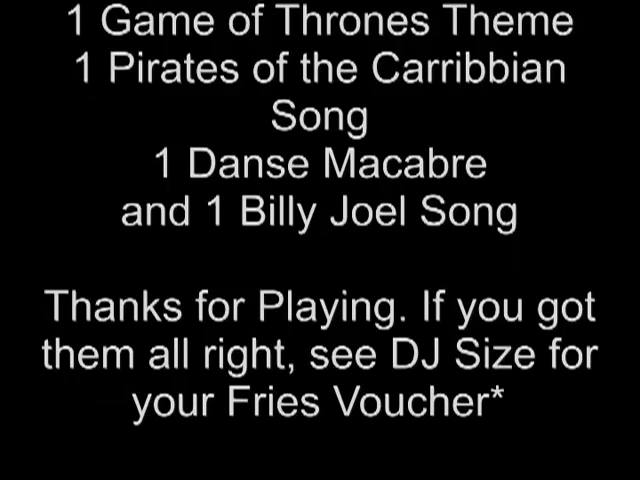 1 Game of Thrones Theme
1 Pirates of the Carribbian
Song
1 Danse Macabre
and 1 Billy Joel Song
Thanks for Playing. If you got
them all right, see DJ Size for
your Fries Voucher*